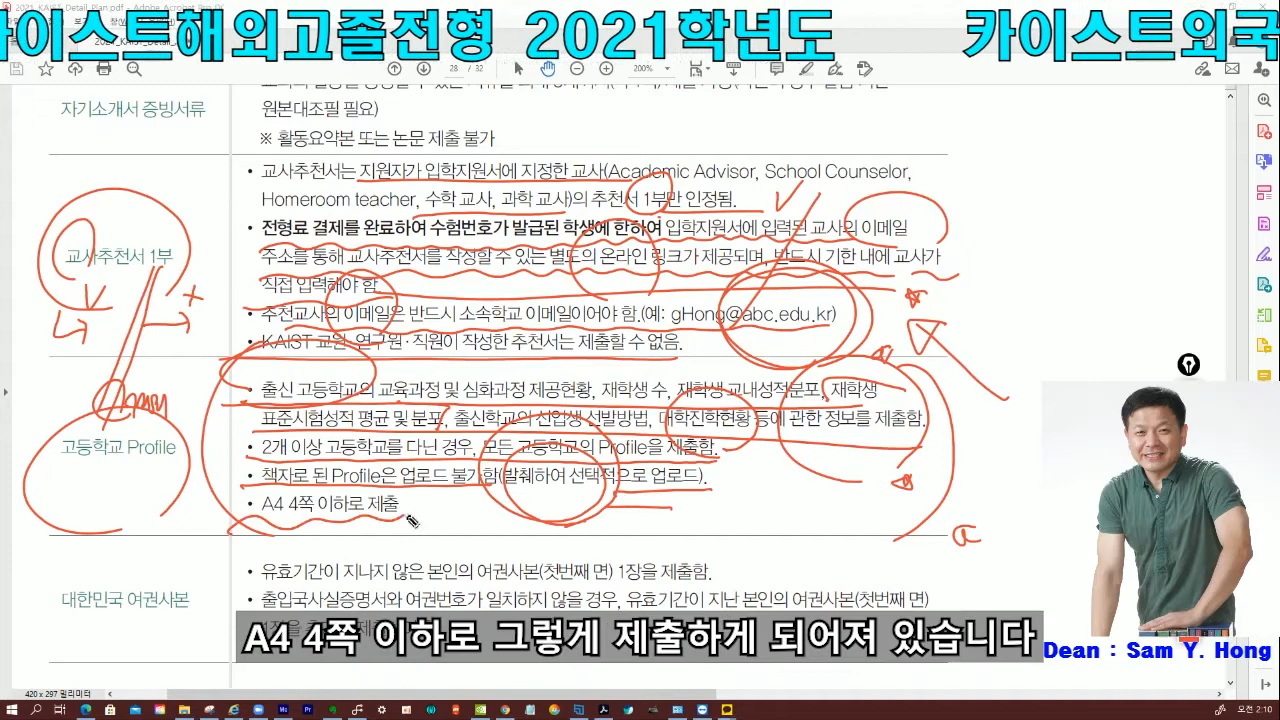 카이스트해외고졸전형 2021학년도 카이스트외국
2021_KAIST_Detail_Plan.pdf - Adobe Acrobat Pro
28 / 32
200%
자기소개서 증빙서류
원본대조필 필요)
※ 활동요약본 또는 논문 제출 불가
교사추천서 1부
• 교사추천서는 지원자가 입학지원서에 지정한 교사(Academic Advisor, School Counselor,
Homeroom teacher, 수학 교사, 과학 교사)의 추천서 1부만 인정됨.
• 전형료 결제를 완료하여 수험번호가 발급된 학생에 한하여 입학지원서에 입력된 교사의 이메일
주소를 통해 교사추천서를 작성할 수 있는 별도의 온라인 링크가 제공되며, 반드시 기한 내에 교사가
직접 입력해야 함
• 추천교사의 이메일은 반드시 소속학교 이메일이어야 함.(예: gHong@abc.edu.kr)
• KAIST 교원·연구원·직원이 작성한 추천서는 제출할 수 없음.
고등학교 Profile
• 출신 고등학교의 교육과정 및 심화과정 제공현황, 재학생 수, 재학생 교내성적분포, 재학생
표준시험성적 평균 및 분포, 출신학교의 신입생 선발방법, 대학진학현황 등에 관한 정보를 제출함.
• 2개 이상 고등학교를 다닌 경우, 모든 고등학교의 Profile을 제출함.
• 책자로 된 Profile은 업로드 불가함(발췌하여 선택적으로 업로드).
• A4 4쪽 이하로 제출
대한민국 여권사본
• 유효기간이 지나지 않은 본인의 여권사본(첫번째 면) 1장을 제출함.
• 출입국사실증명서와 여권번호가 일치하지 않을 경우, 유효기간이 지난 본인의 여권사본(첫번째 면)
A4 4쪽 이하로 그렇게 제출하게 되어져 있습니다
Dean : Sam Y. Hong
420 x 297 밀리미터
오전 2:10